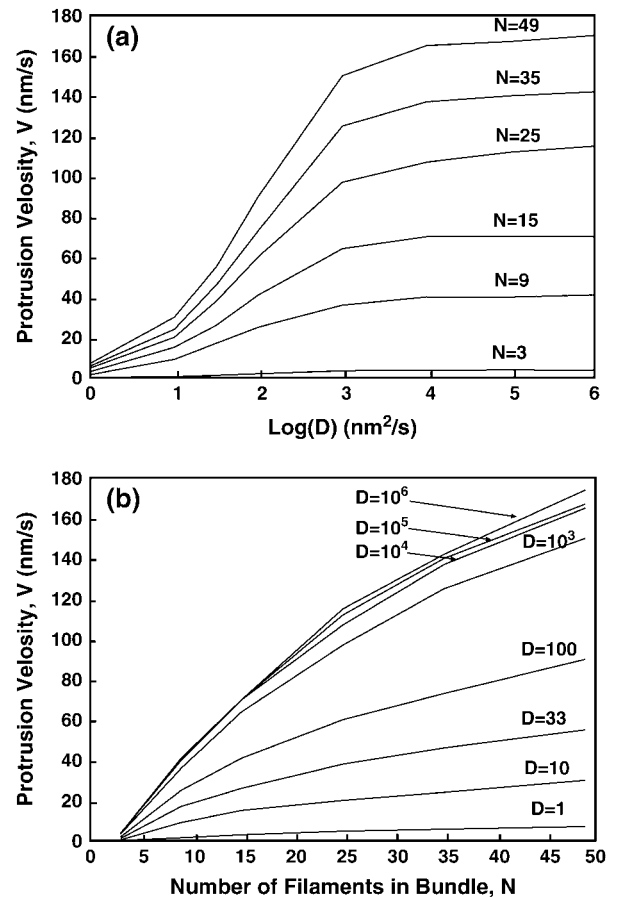 180
(a)
N=49
160
140
N=35
120
N=25
100
80
N=15
60
40
N=9
20
N=3
0
0 1 2 3 4 5 6
Protrusion Velosity, V (nm/s)
Log(D) (nm²/s)
180
(b)
D=10⁶
160
D=10⁵
D=10³
D=10⁴
140
120
100
D=100
80
60
D=33
40
D=10
20
D=1
0
0 5 10 15 20 25 30 35 40 45 50
Protrusion Velosity, V (nm/s)
Number of Filaments in Bundle, N